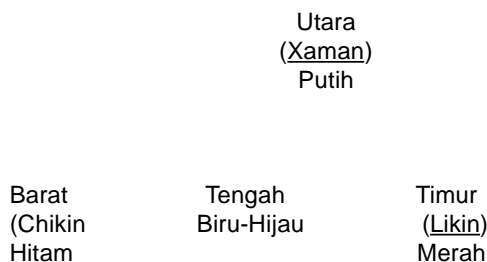 Utara
(Xaman)
Putih
Barat Tengah Timur
(Chikin Biru-Hijau (Likin)
Hitam Merah